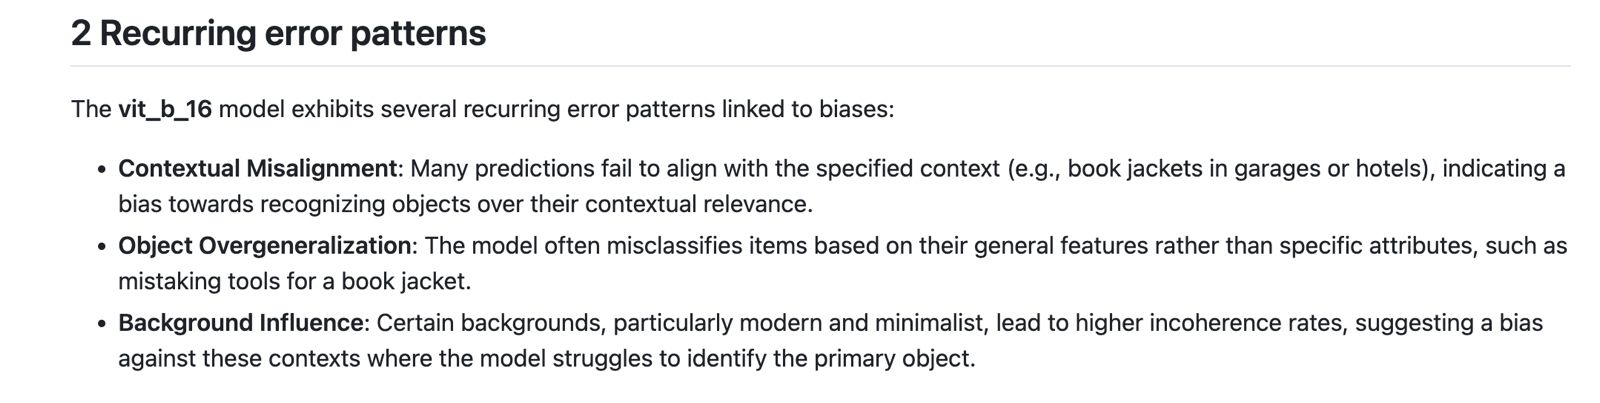 2 Recurring error patterns
The vit_b_16 model exhibits several recurring error patterns linked to biases:
• Contextual Misalignment: Many predictions fail to align with the specified context (e.g., book jackets in garages or hotels), indicating a
bias towards recognizing objects over their contextual relevance.
• Object Overgeneralization: The model often misclassifies items based on their general features rather than specific attributes, such as
mistaking tools for a book jacket.
• Background Influence: Certain backgrounds, particularly modern and minimalist, lead to higher incoherence rates, suggesting a bias
against these contexts where the model struggles to identify the primary object.